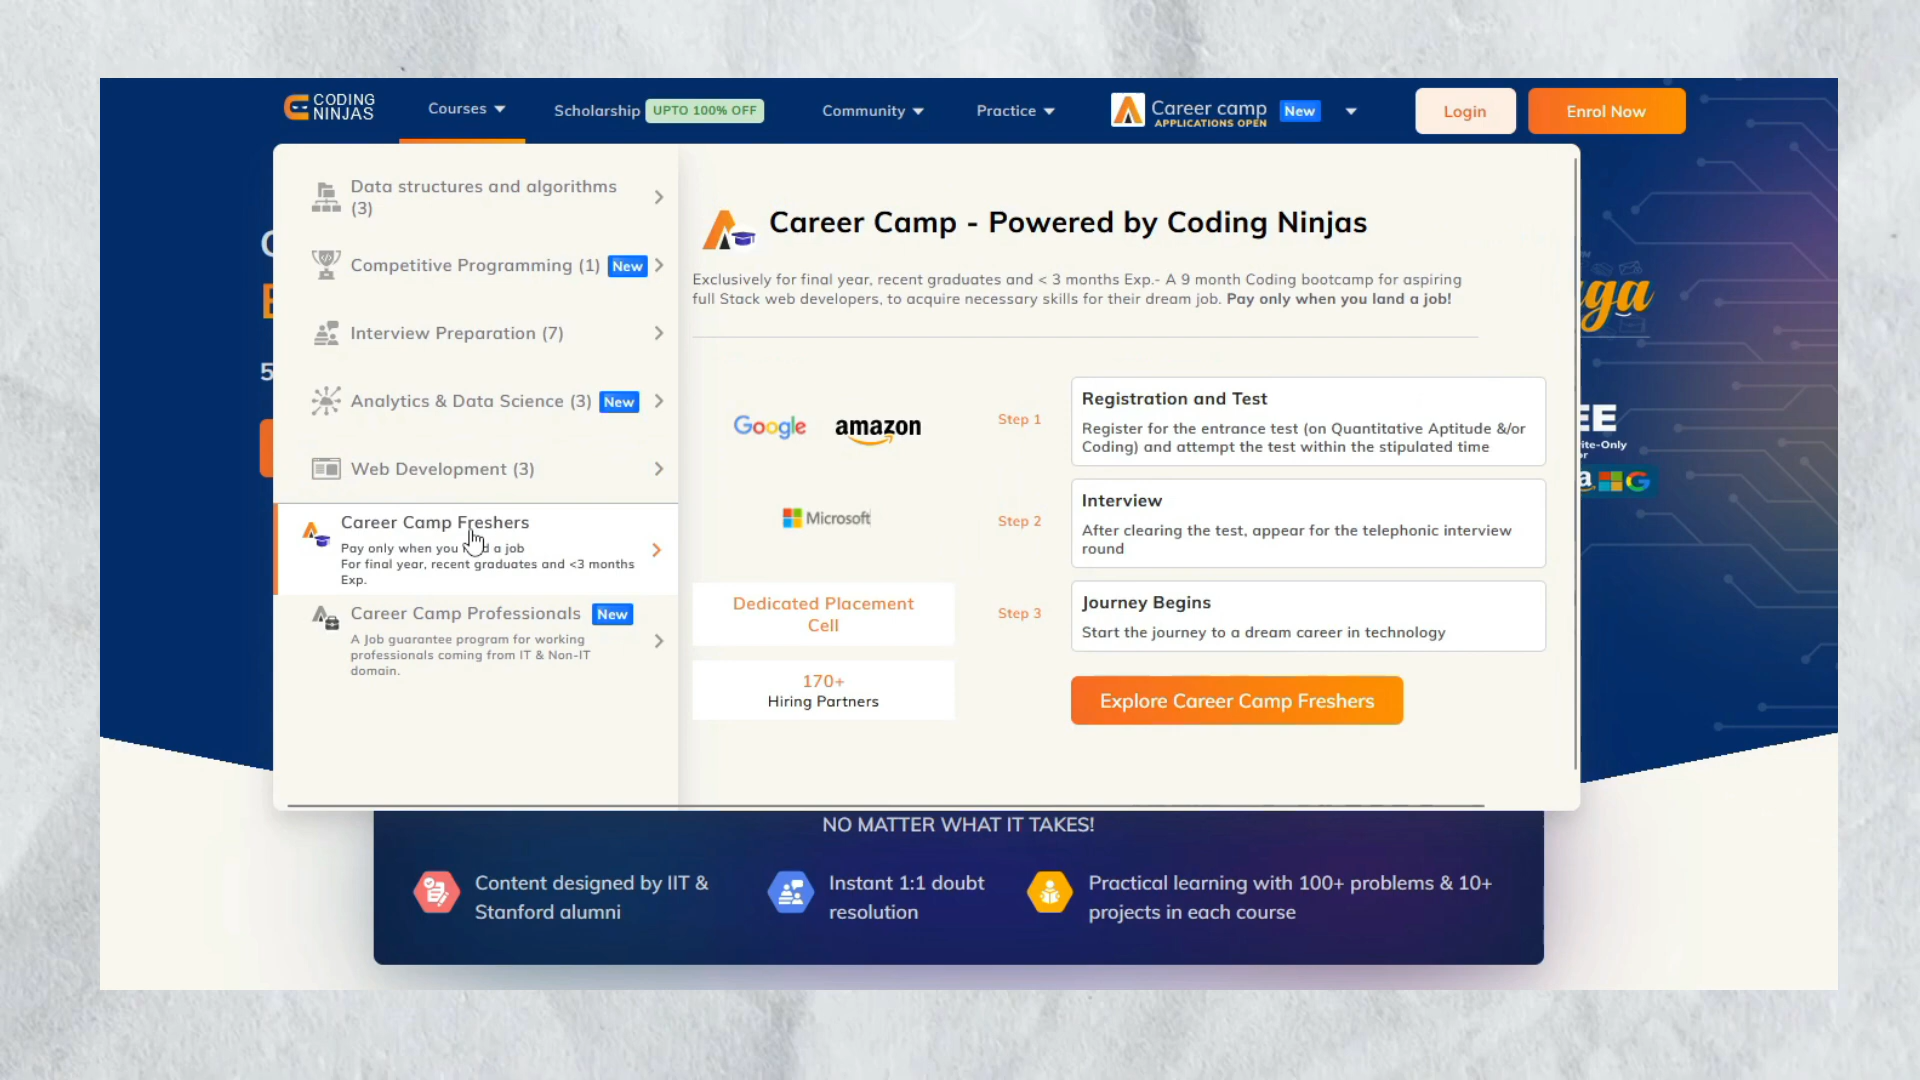 CODING
NINJAS
Courses
Scholarship UPTO 100% OFF
Community
Practice
Career camp New
APPLICATIONS OPEN
Login
Enrol Now
Data structures and algorithms
(3)
Competitive Programming (1) New
Interview Preparation (7)
Analytics & Data Science (3) New
Web Development (3)
Career Camp Freshers
Pay only when you a job
For final year, recent graduates and <3 months
Exp.
Career Camp Professionals New
A Job guarantee program for working
professionals coming from IT & Non-IT
domain.
Career Camp - Powered by Coding Ninjas
Exclusively for final year, recent graduates and < 3 months Exp.- A 9 month Coding bootcamp for aspiring
full Stack web developers, to acquire necessary skills for their dream job. Pay only when you land a job!
Google amazon
Microsoft
Dedicated Placement
Cell
170+
Hiring Partners
Step 1
Registration and Test
Register for the entrance test (on Quantitative Aptitude &/or
Coding) and attempt the test within the stipulated time
Step 2
Interview
After clearing the test, appear for the telephonic interview
round
Step 3
Journey Begins
Start the journey to a dream career in technology
Explore Career Camp Freshers
NO MATTER WHAT IT TAKES!
Content designed by IIT &
Stanford alumni
Instant 1:1 doubt
resolution
Practical learning with 100+ problems & 10+
projects in each course